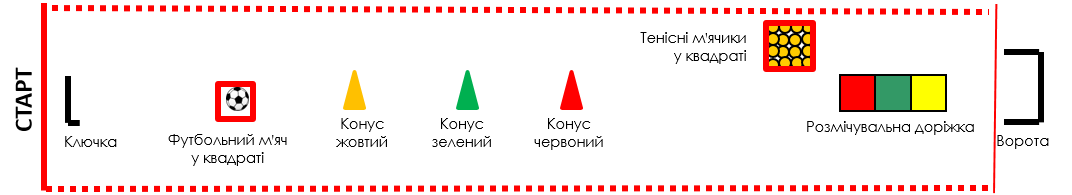 СТАРТ
Ключка
Футбольний м'яч
у квадраті
Конус
жовтий
Конус
зелений
Конус
червоний
Тенісні м'ячики
у квадраті
Розмічувальна доріжка
Ворота